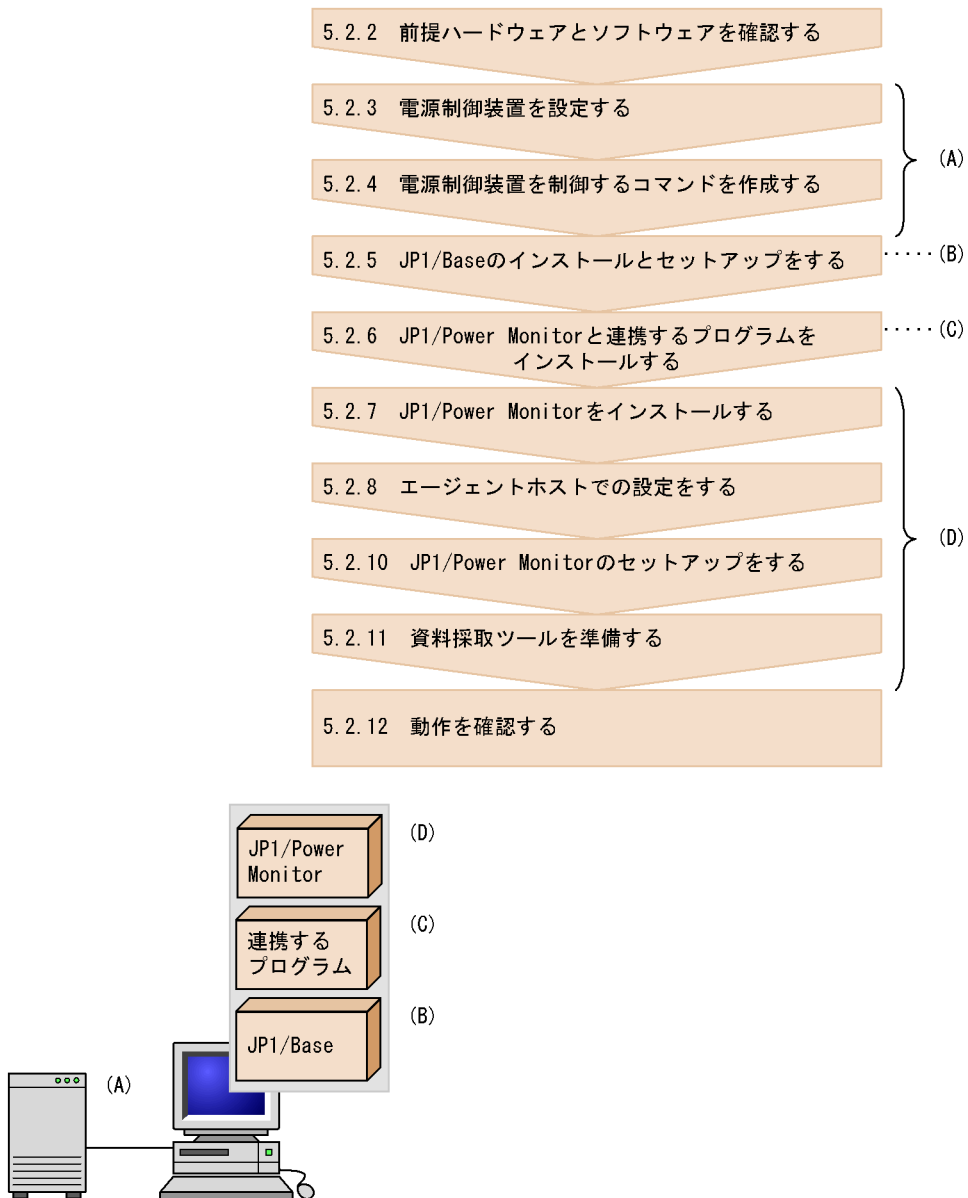 5.2.2 前提ハードウェアとソフトウェアを確認する
5.2.3 電源制御装置を設定する
(A)
5.2.4 電源制御装置を制御するコマンドを作成する
5.2.5 JP1/Baseのインストールとセットアップをする
·····(B)
5.2.6 JP1/Power Monitorと連携するプログラムを
インストールする
·····(C)
5.2.7 JP1/Power Monitorをインストールする
5.2.8 エージェントホストでの設定をする
(D)
5.2.10 JP1/Power Monitorのセットアップをする
5.2.11 資料採取ツールを準備する
5.2.12 動作を確認する
JP1/Power
Monitor
(D)
連携する
プログラム
(C)
JP1/Base
(B)
(A)